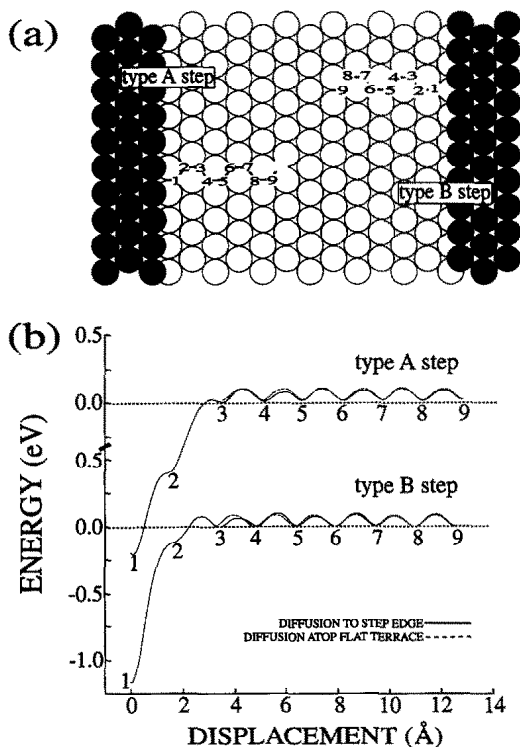 (a)
type A step
8-7 4-3
-9 6-5 2-1
2-3 6-7
-1 4-5 8-9
type B step
(b)
ENERGY (eV)
0.5
type A step
0.0
1 2 3 4 5 6 7 8 9
0.5
type B step
0.0
1 2 3 4 5 6 7 8 9
-0.5
-1.0
DIFFUSION TO STEP EDGE
DIFFUSION ATOP FLAT TERRACE
0 2 4 6 8 10 12 14
DISPLACEMENT (Å)